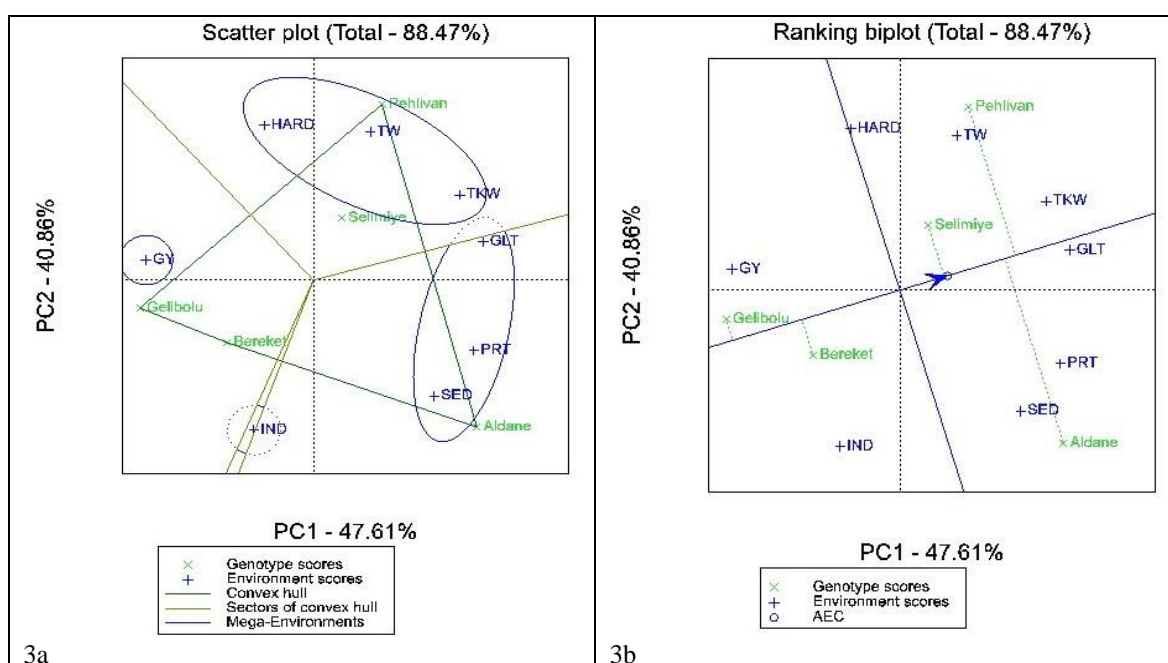 Scatter plot (Total - 88.47%)
Pehlivan
HARD
TW
TKW
Selimiye
GLT
GY
Gelibolu
Bereket
PRT
SED
IND
Aldane
PC2 - 40.86%
PC1 - 47.61%
Genotype scores
Environment scores
Convex hull
Sectors of convex hull
Mega-Environments
3a
Ranking biplot (Total - 88.47%)
Pehlivan
HARD
TW
TKW
Selimiye
GLT
GY
Gelibolu
Bereket
PRT
SED
IND
Aldane
PC2 - 40.86%
PC1 - 47.61%
Genotype scores
Environment scores
AEC
3b